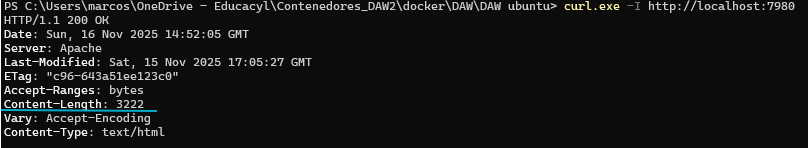 PS C:\Users\marcos\OneDrive - Educacyl\Contenedores_DAW2\docker\DAW\DAW ubuntu> curl.exe -I http://localhost:7980
HTTP/1.1 200 OK
Date: Sun, 16 Nov 2025 14:52:05 GMT
Server: Apache
Last-Modified: Sat, 15 Nov 2025 17:05:27 GMT
ETag: "c96-643a51ee123c0"
Accept-Ranges: bytes
Content-Length: 3222
Vary: Accept-Encoding
Content-Type: text/html